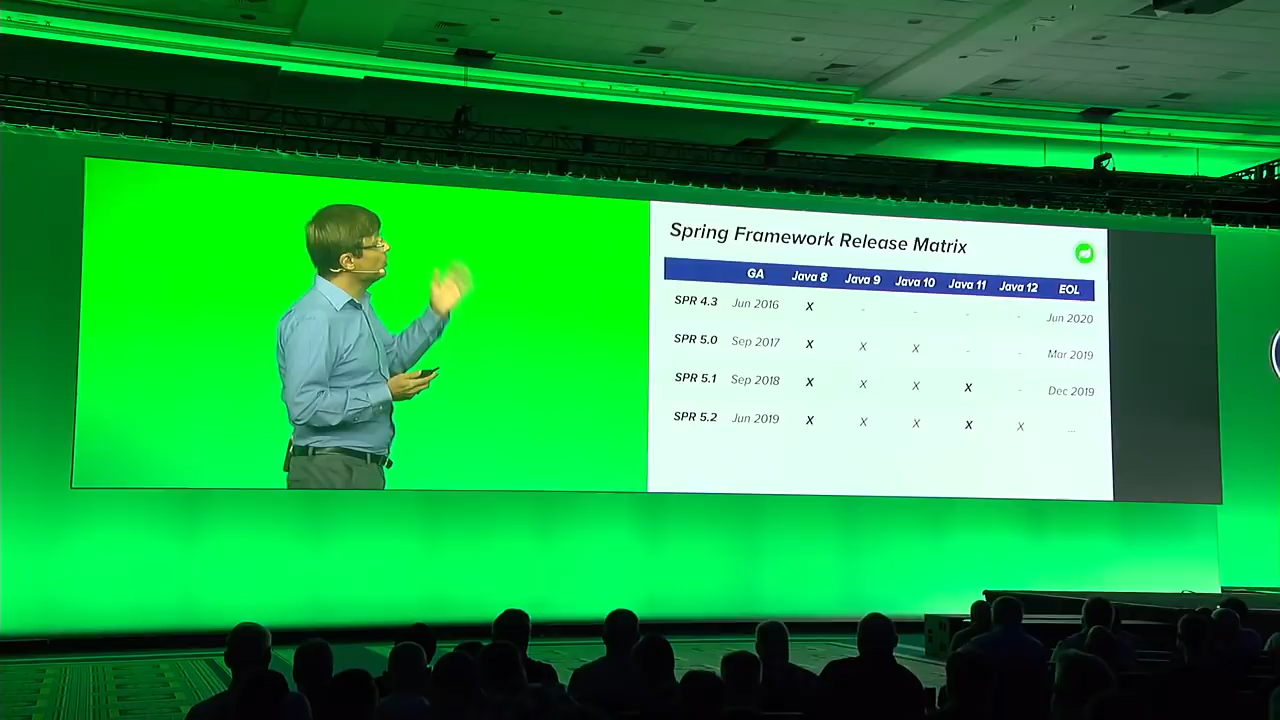 Spring Framework Release Matrix
GA Java 8 Java 9 Java 10 Java 11 Java 12 EOL
SPR 4.3 Jun 2016 X - - - - Jun 2020
SPR 5.0 Sep 2017 X X X - - Mar 2019
SPR 5.1 Sep 2018 X X X X - Dec 2019
SPR 5.2 Jun 2019 X X X X X ...